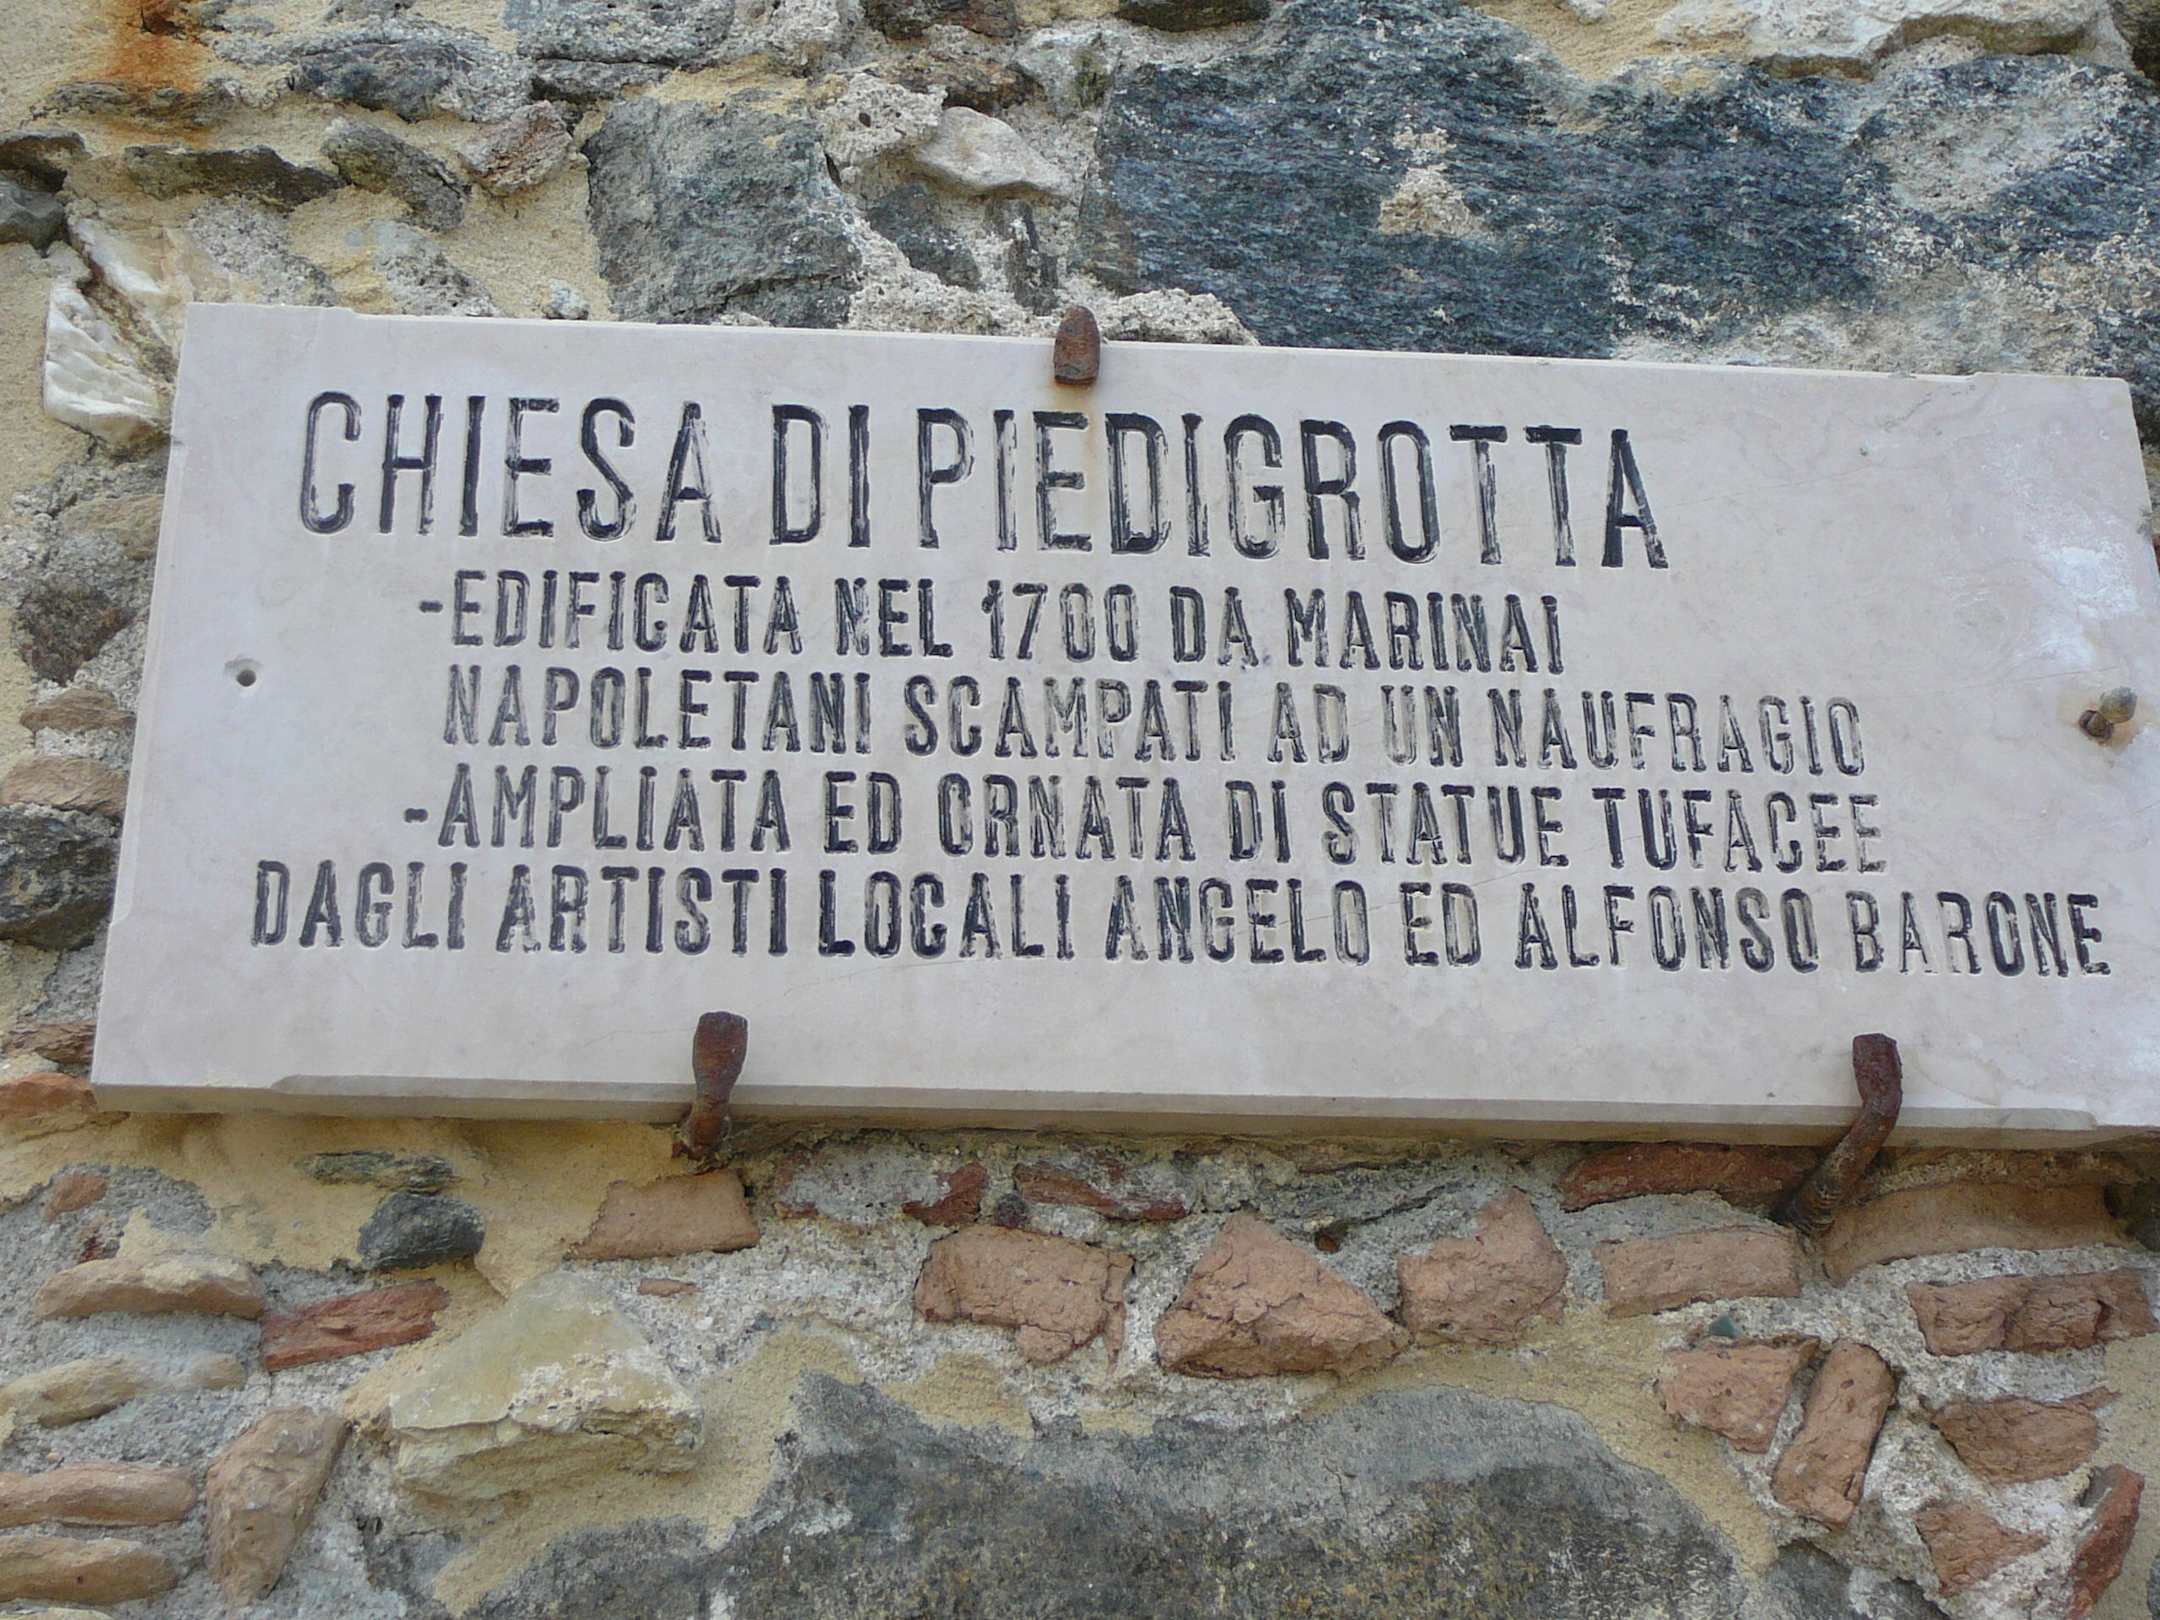 CHIESA DI PIEDIGROTTA
-EDIFICATA NEL 1700 DA MARINAI
NAPOLETANI SCAMPATI AD UN NAUFRAGIO
-AMPLIATA ED ORNATA DI STATUE TUFACEE
DAGLI ARTISTI LOCALI ANGELO ED ALFONSO BARONE